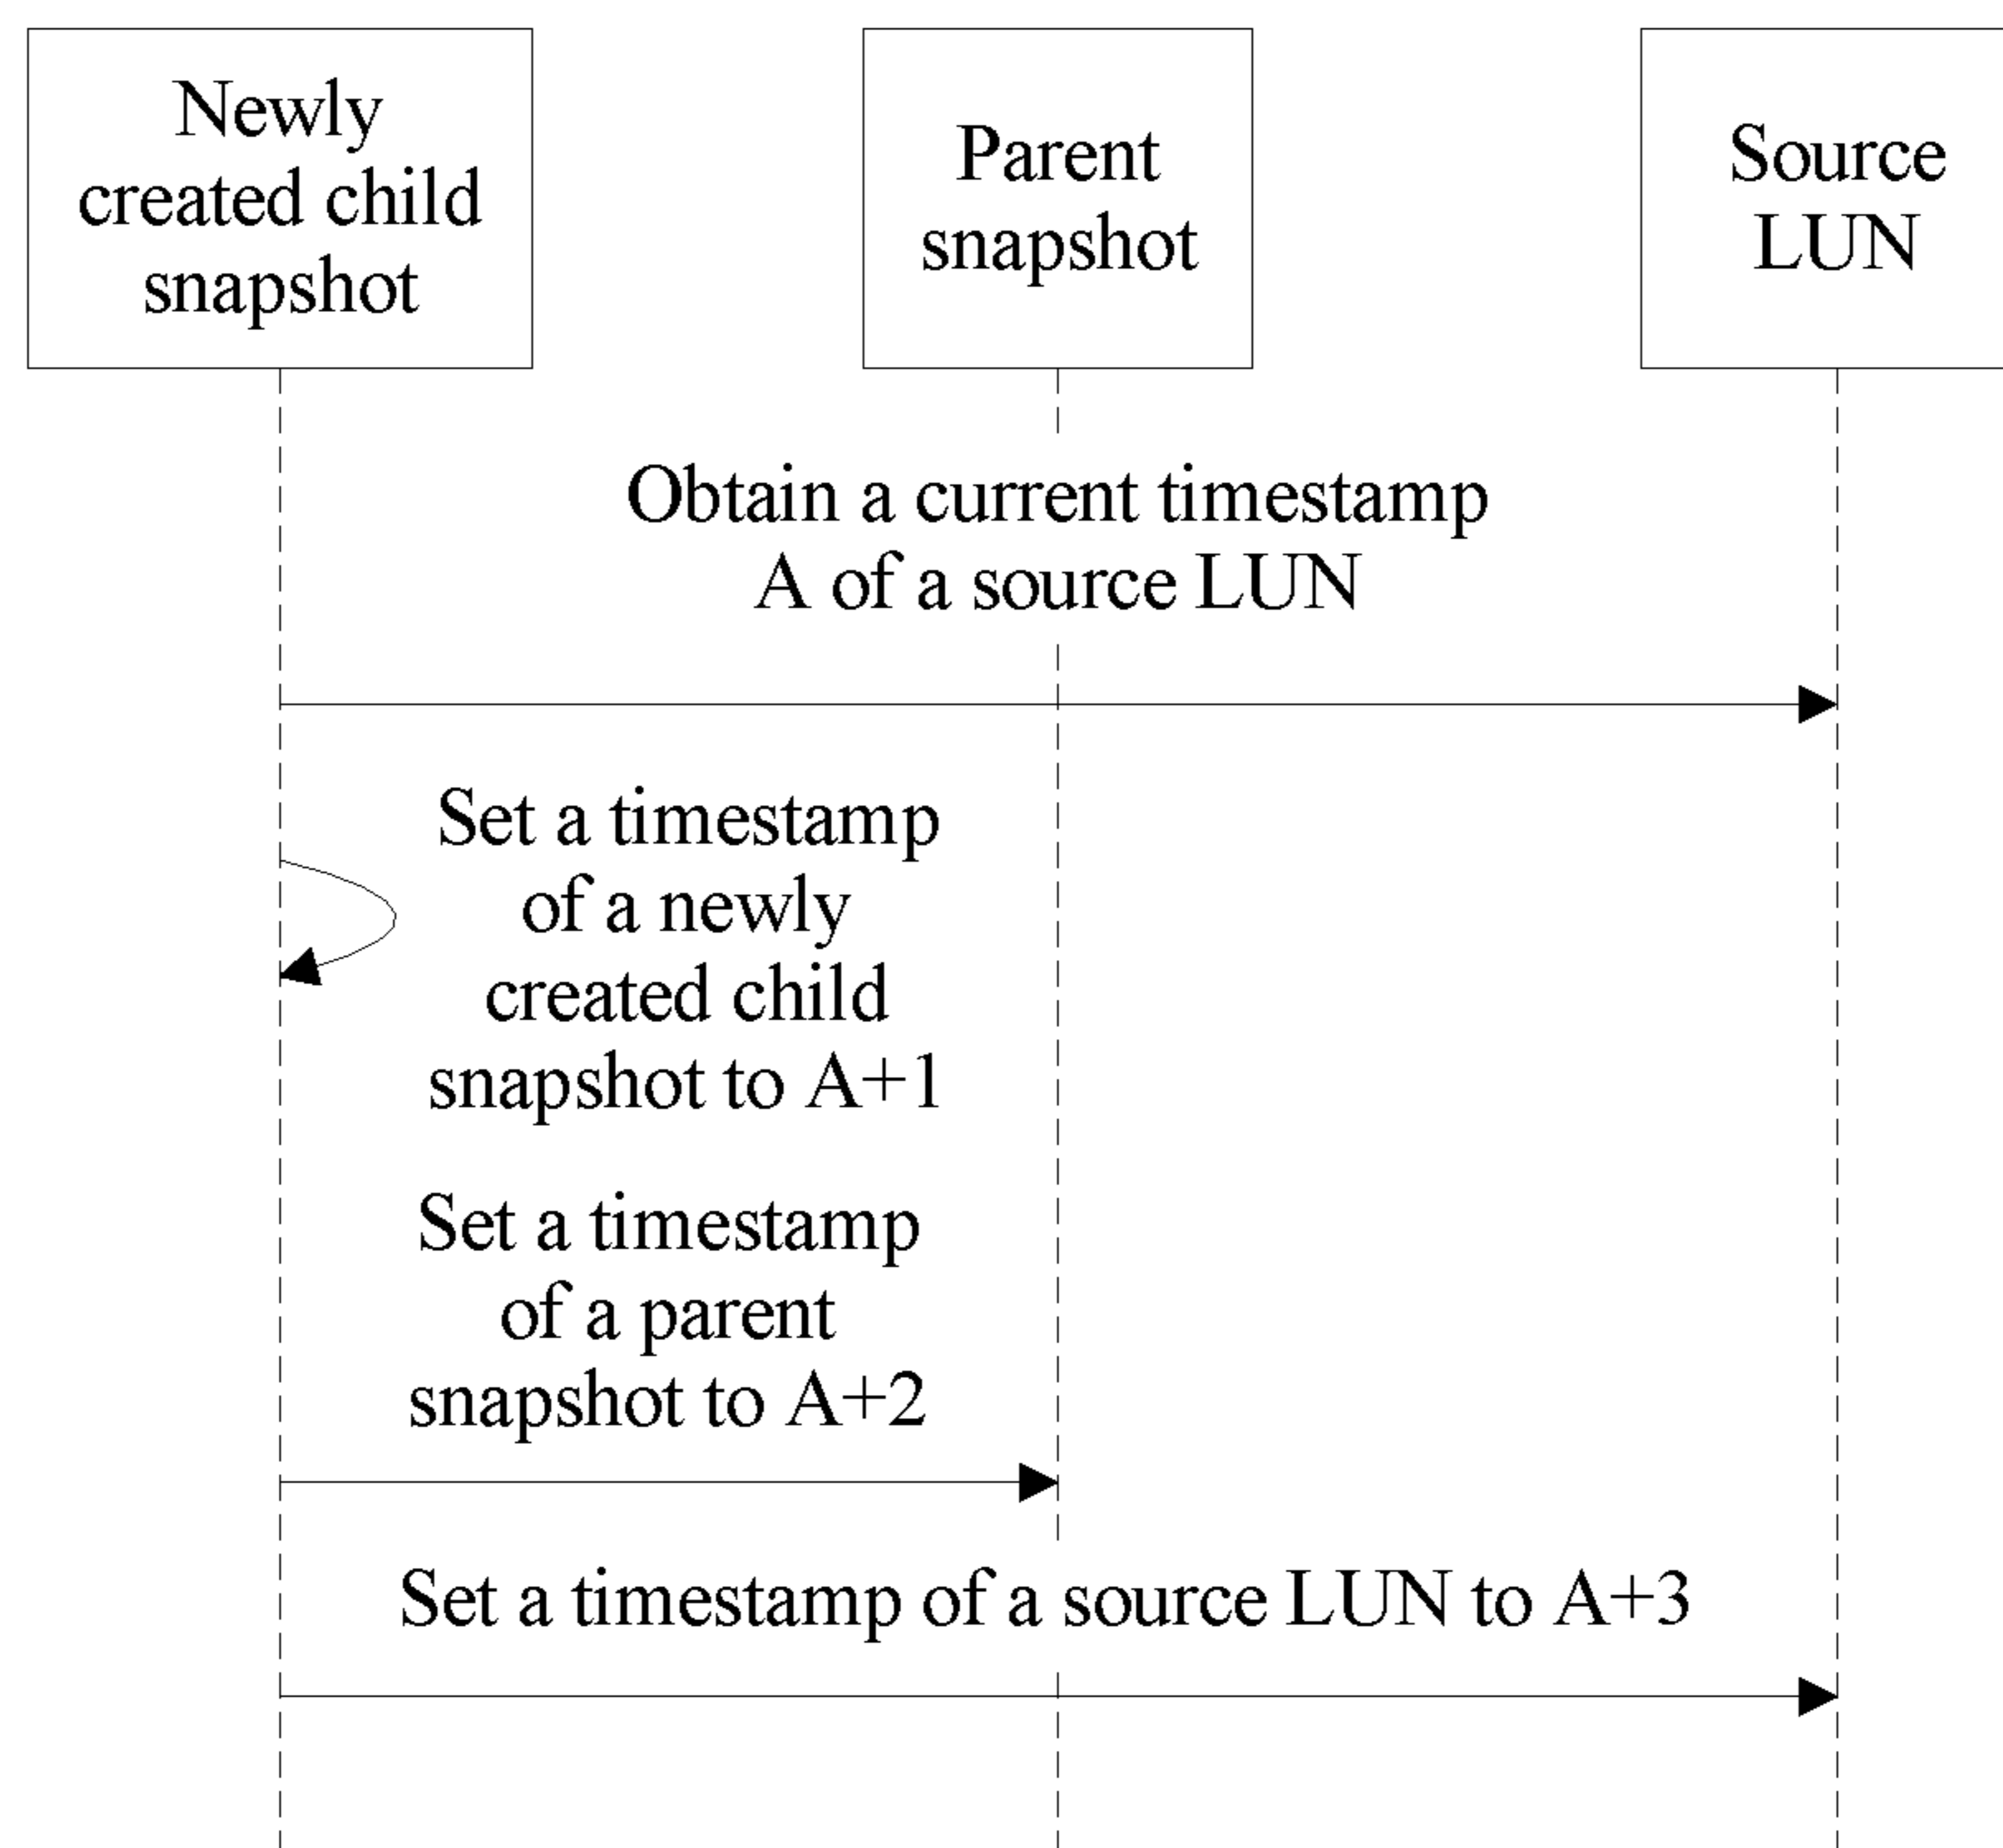 Newly
created child
snapshot
Parent
snapshot
Source
LUN
Obtain a current timestamp
A of a source LUN
Set a timestamp
of a newly
created child
snapshot to A+1
Set a timestamp
of a parent
snapshot to A+2
Set a timestamp of a source LUN to A+3